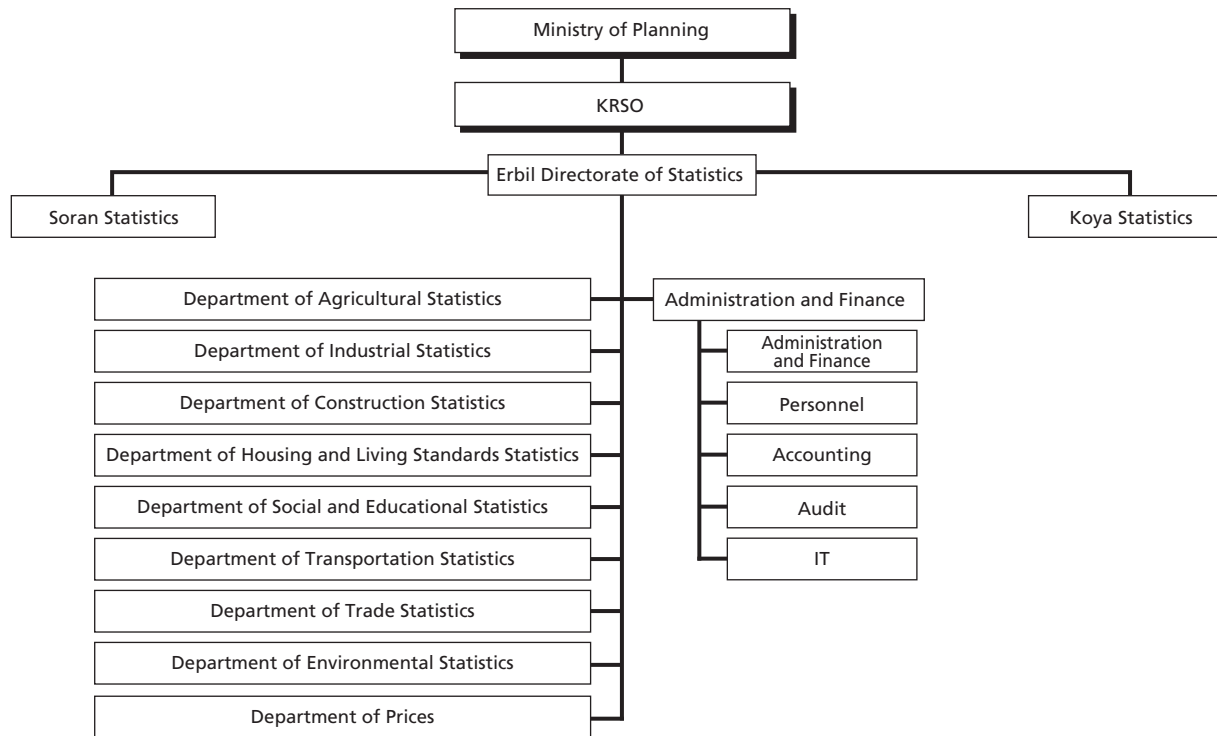 Ministry of Planning
KRSO
Erbil Directorate of Statistics
Soran Statistics
Koya Statistics
Department of Agricultural Statistics
Department of Industrial Statistics
Department of Construction Statistics
Department of Housing and Living Standards Statistics
Department of Social and Educational Statistics
Department of Transportation Statistics
Department of Trade Statistics
Department of Environmental Statistics
Department of Prices
Administration and Finance
Administration
and Finance
Personnel
Accounting
Audit
IT